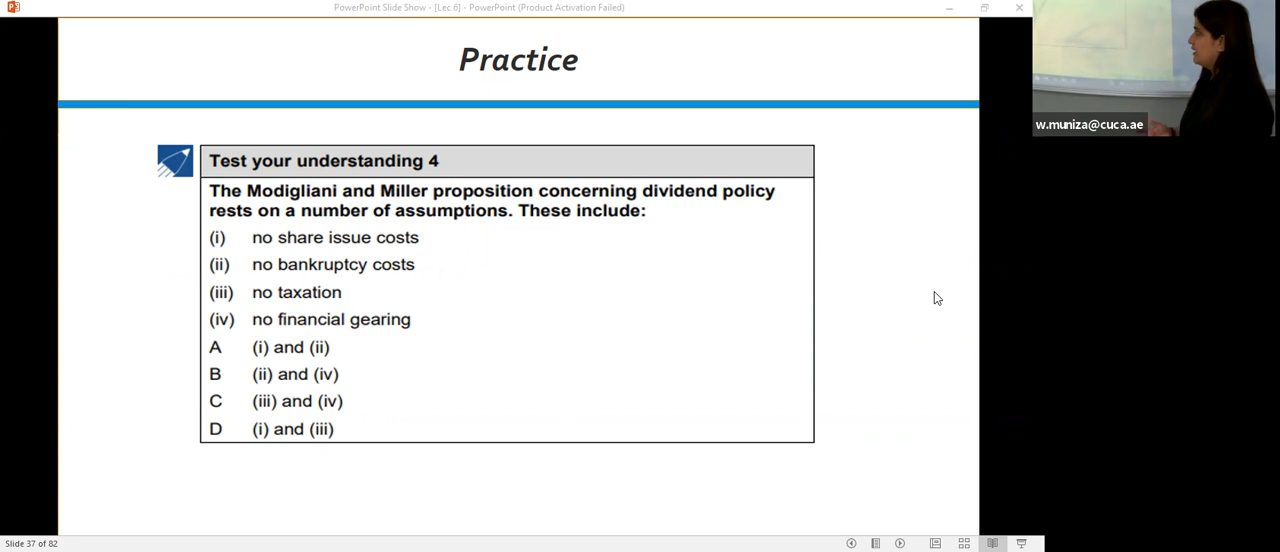 PowerPoint Slide Show - [Lec 6] - PowerPoint (Product Activation Failed)
Practice
w.muniza@cuca.ae
Test your understanding 4
The Modigliani and Miller proposition concerning dividend policy
rests on a number of assumptions. These include:
(i) no share issue costs
(ii) no bankruptcy costs
(iii) no taxation
(iv) no financial gearing
A (i) and (ii)
B (ii) and (iv)
C (iii) and (iv)
D (i) and (iii)
Slide 37 of 82